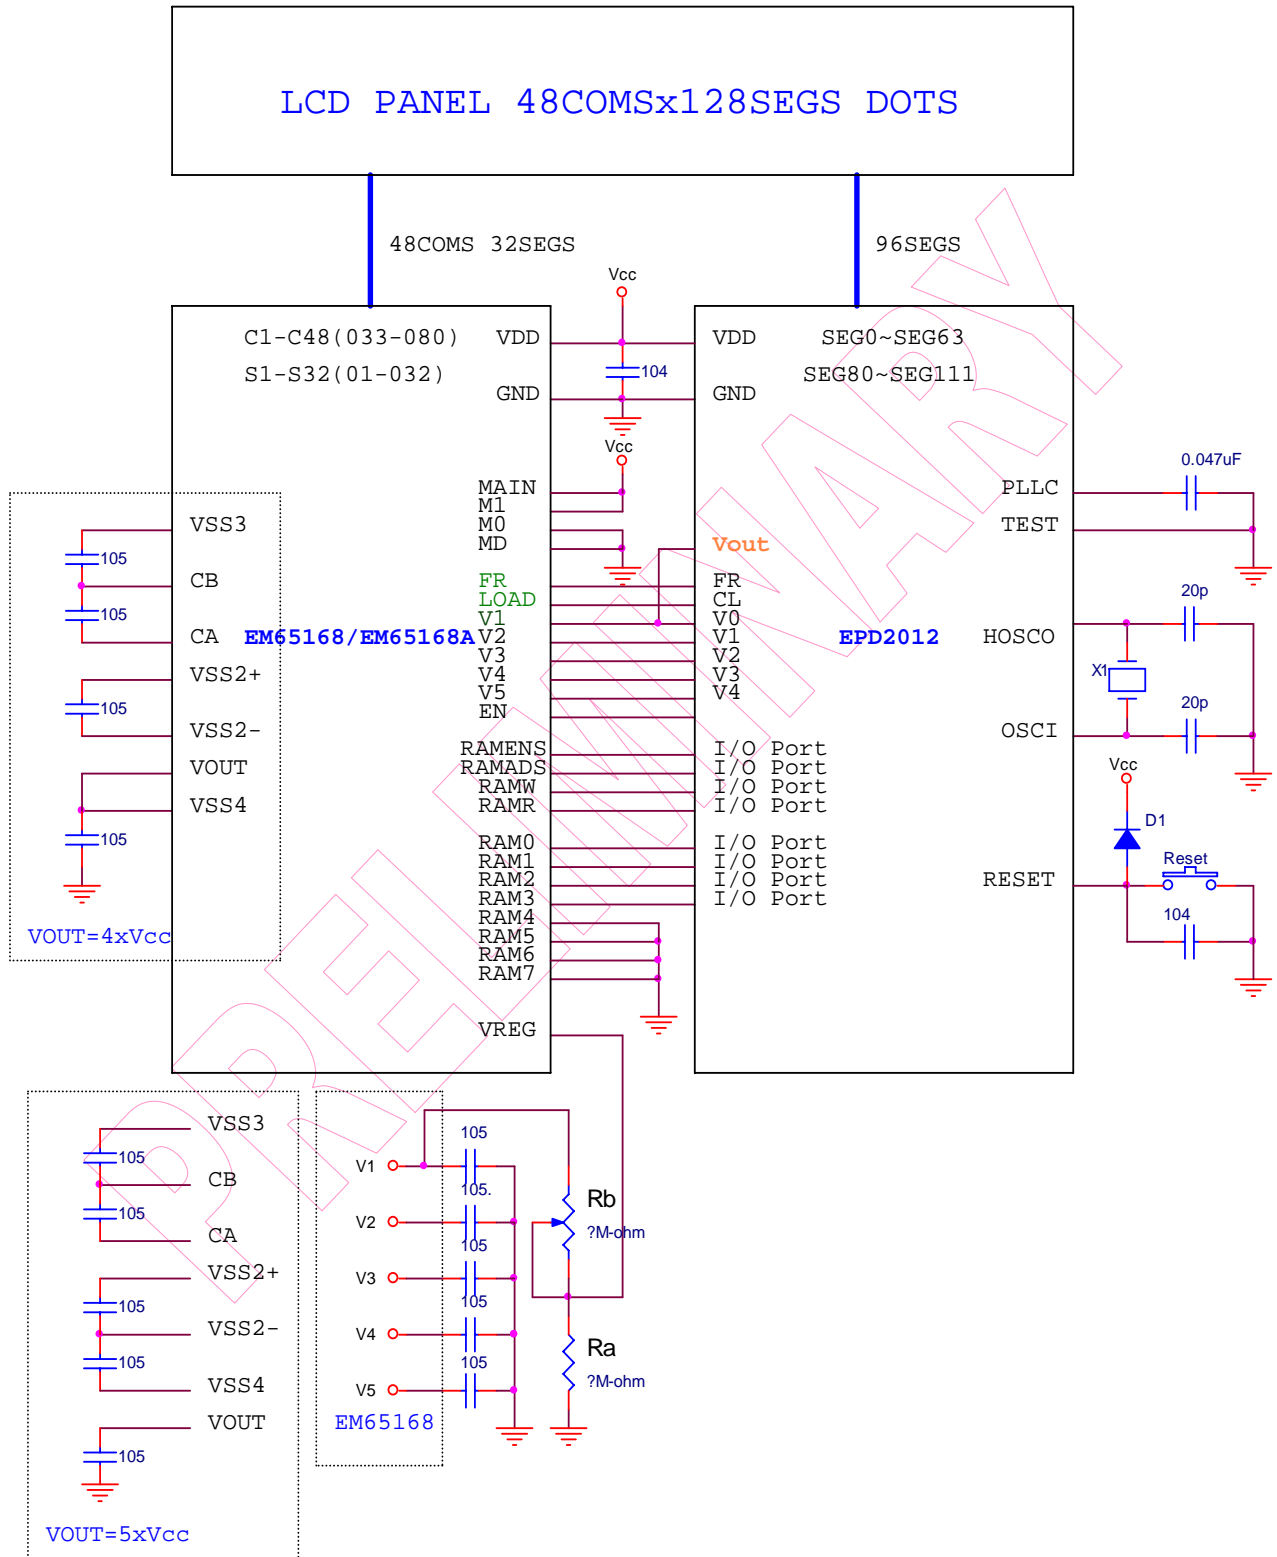 LCD PANEL 48COMSx128SEGS DOTS
48COMS 32SEGS
96SEGS
Vcc
C1-C48(033-080)
VDD
VDD
SEG0~SEG63
S1-S32(01-032)
104
SEG80~SEG111
GND
GND
Vcc
0.047uF
MAIN
PLLC
M1
VSS3
M0
TEST
MD
Vout
105
CB
FR
FR
LOAD
CL
20p
105
V1
V0
CA
EM65168/EM65168A
V2
V1
EPD2012
HOSCO
V3
V2
VSS2+
V4
V3
X1
V5
V4
105
EN
20p
VSS2-
OSCI
RAMENS
I/O Port
VOUT
RAMADS
I/O Port
Vcc
RAMW
I/O Port
VSS4
RAMR
I/O Port
D1
105
RAM0
I/O Port
RAM1
I/O Port
Reset
RAM2
I/O Port
RESET
RAM3
I/O Port
RAM4
104
VOUT=4xVcc
RAM5
RAM6
RAM7
VREG
VSS3
105
105
V1
CB
105.
Rb
105
V2
?M-ohm
CA
105
VSS2+
V3
105
105
VSS2-
V4
Ra
105
105
?M-ohm
VSS4
V5
VOUT
EM65168
105
VOUT=5xVcc
PRELIMINARY